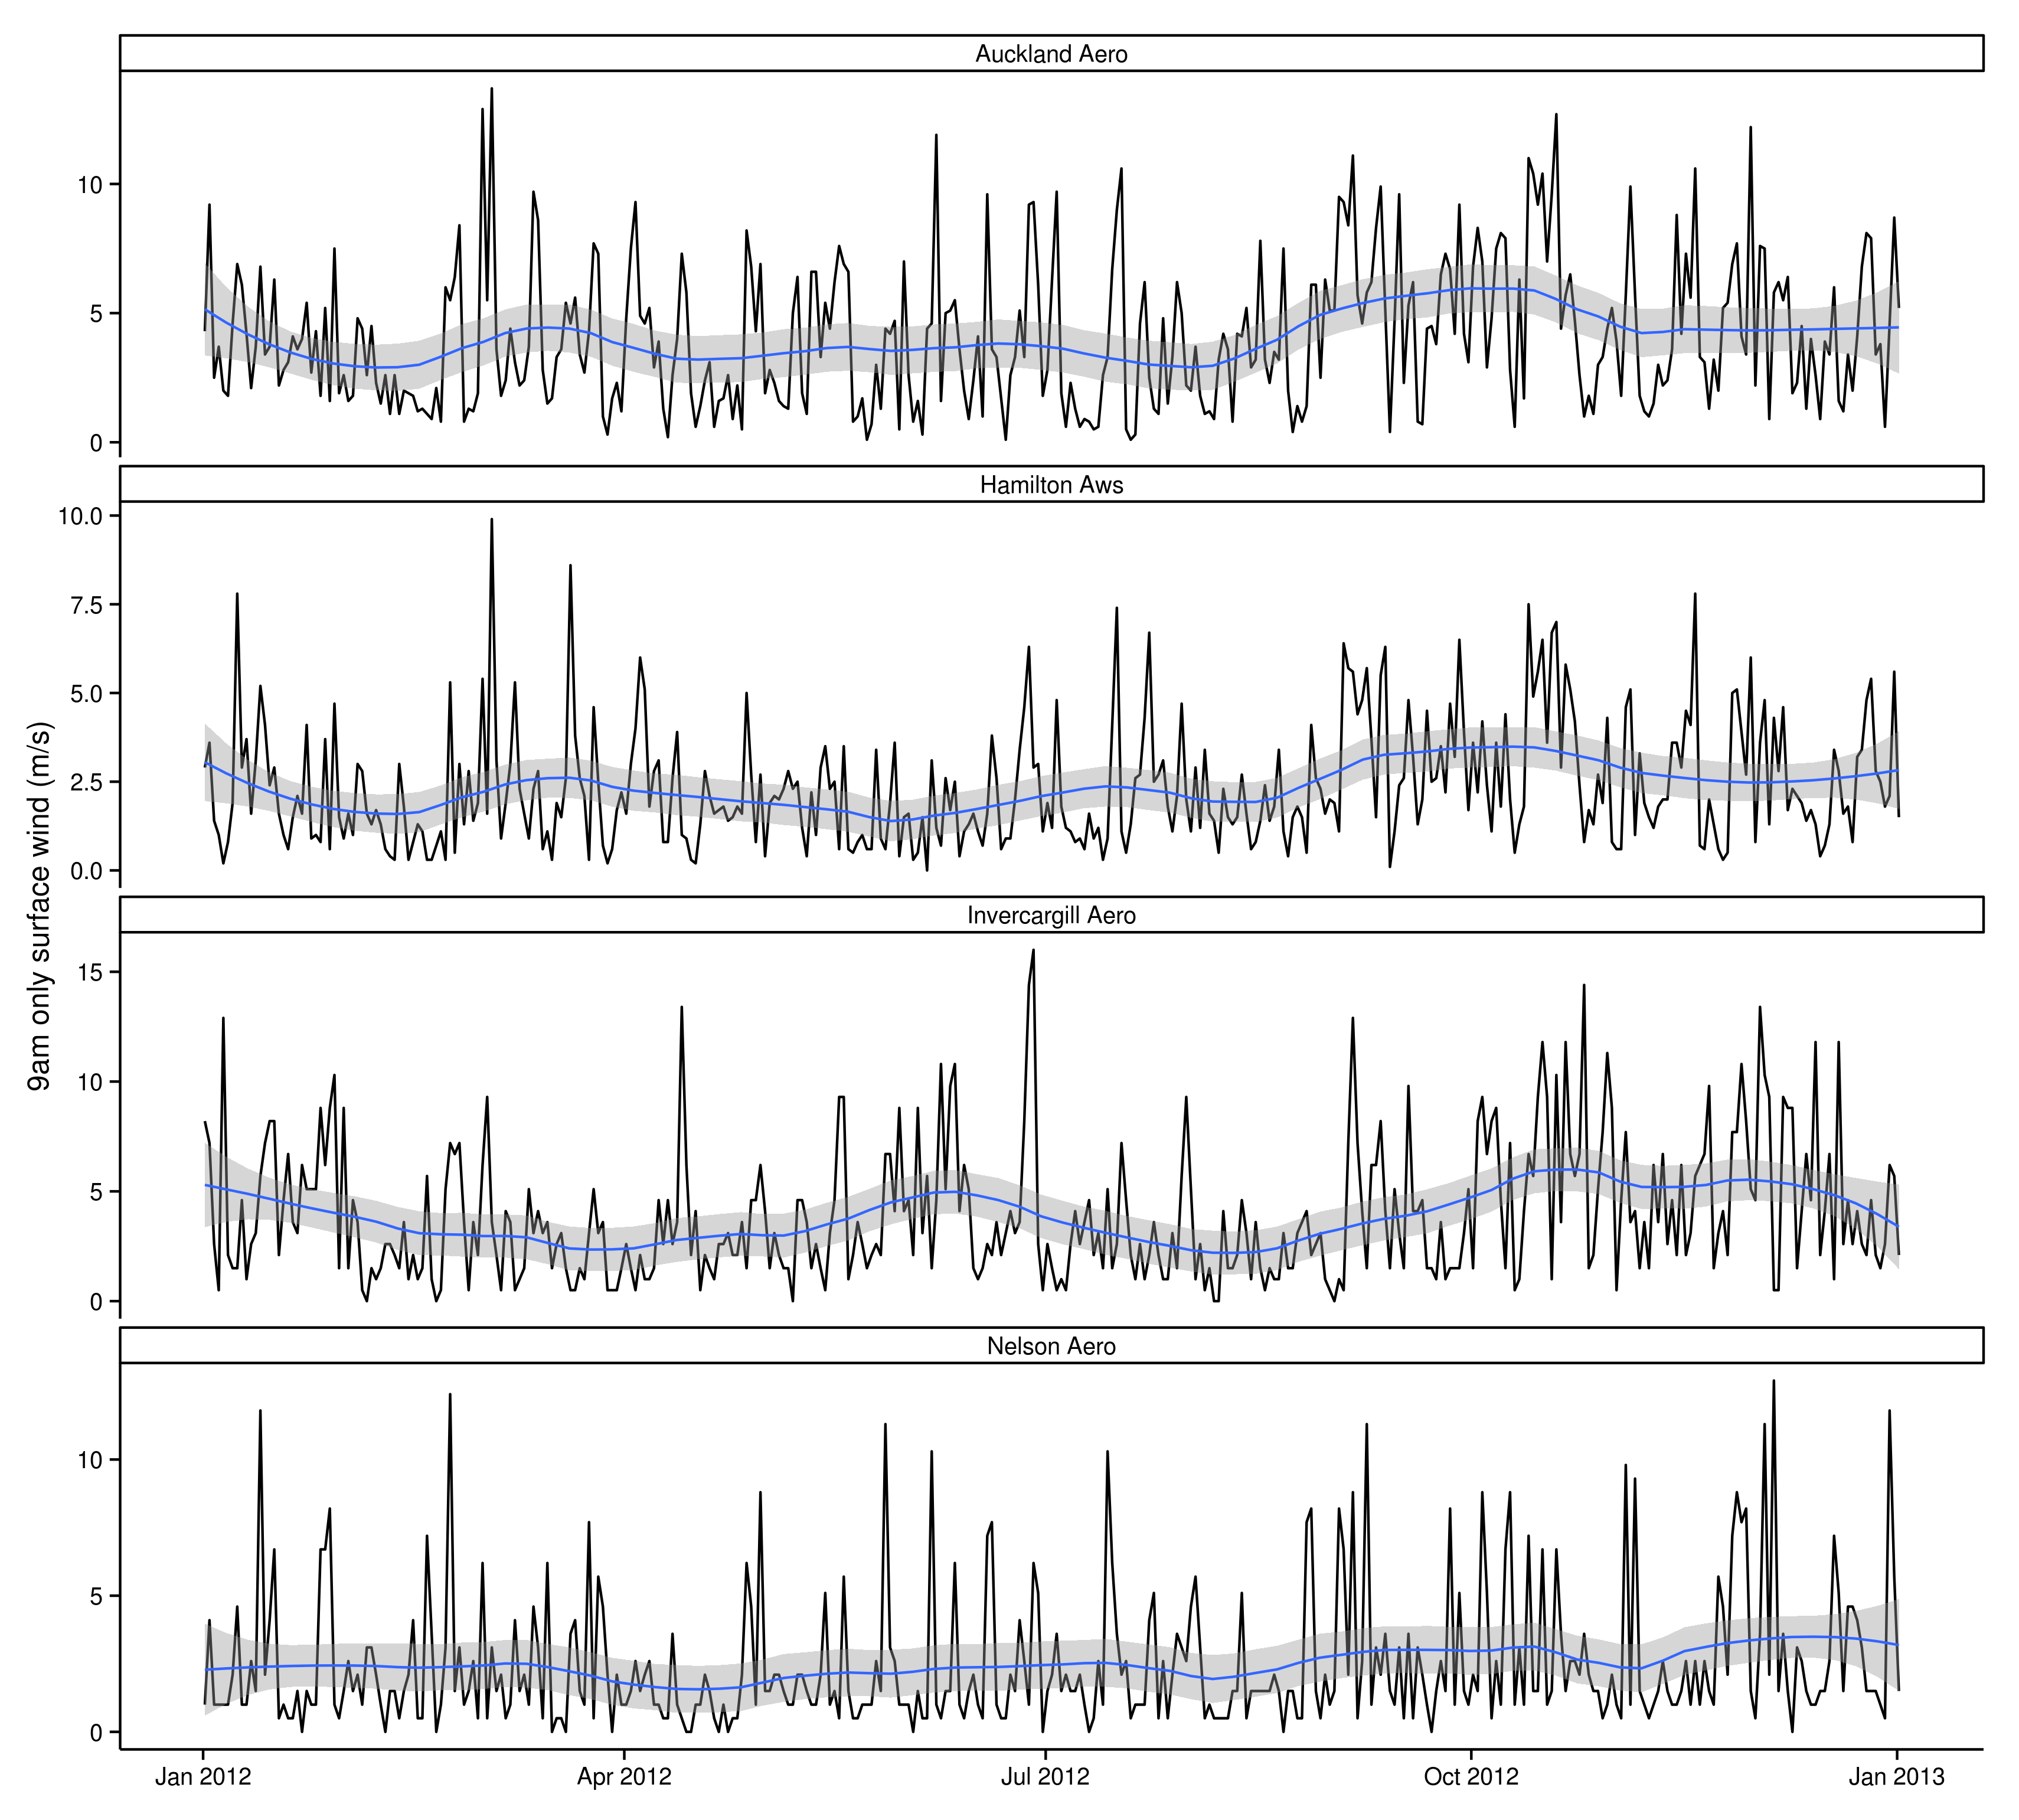 Auckland Aero
10
5
0
Hamilton Aws
10.0
7.5
5.0
2.5
0.0
Invercargill Aero
15
10
5
0
Nelson Aero
10
5
0
9am only surface wind (m/s)
Jan 2012 Apr 2012 Jul 2012 Oct 2012 Jan 2013